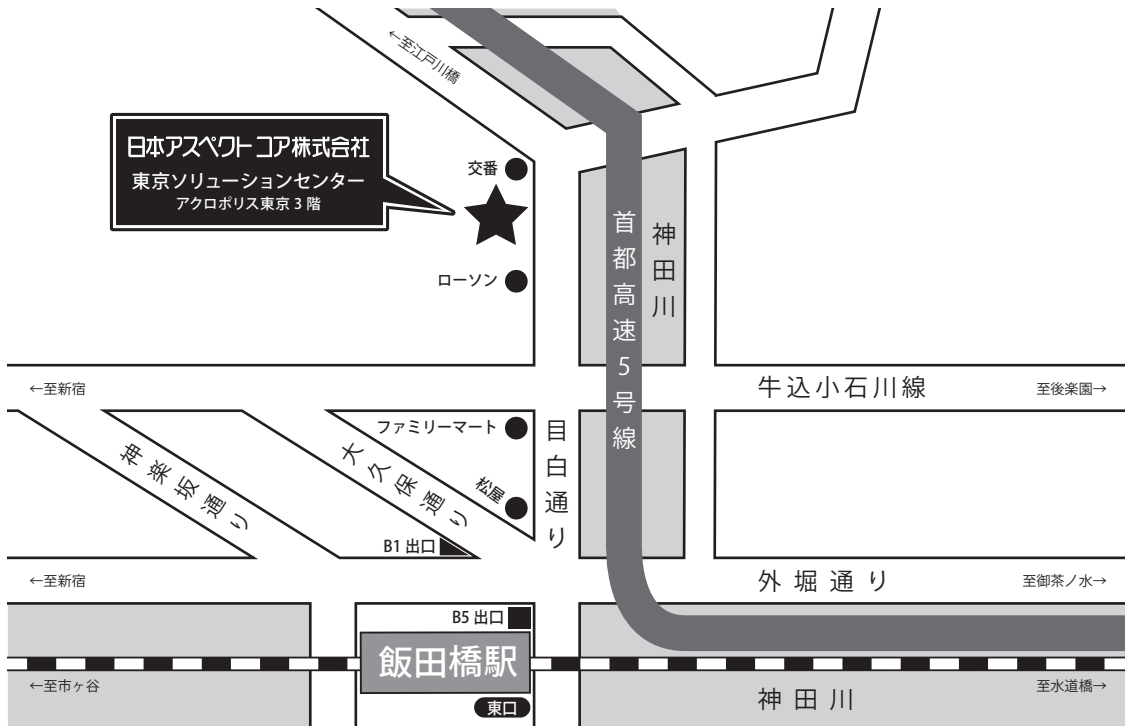 ←至江戸川橋
日本アスペクトコア株式会社
東京ソリューションセンター
アクロポリス東京 3 階
交番
ローソン
首都高速5号線
神田川
←至新宿
牛込小石川線
至後楽園→
ファミリーマート
目白通り
神楽坂通り
大久保通り
松屋
B1 出口
←至新宿
外堀通り
至御茶ノ水→
B5 出口
飯田橋駅
←至市ヶ谷
東口
神田川
至水道橋→